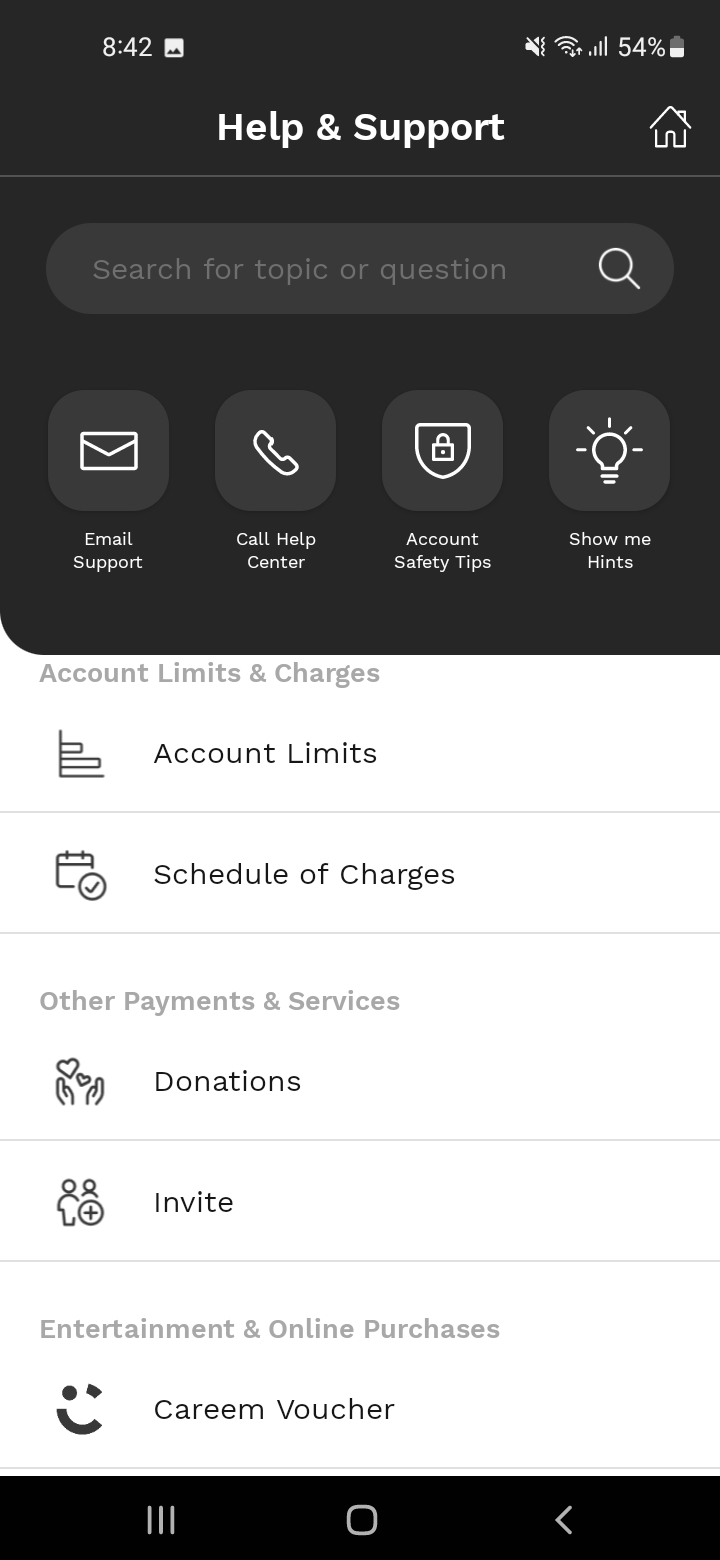 8:42
54%
Help & Support
Search for topic or question
Email
Support
Call Help
Center
Account
Safety Tips
Show me
Hints
Account Limits & Charges
Account Limits
Schedule of Charges
Other Payments & Services
Donations
Invite
Entertainment & Online Purchases
Careem Voucher